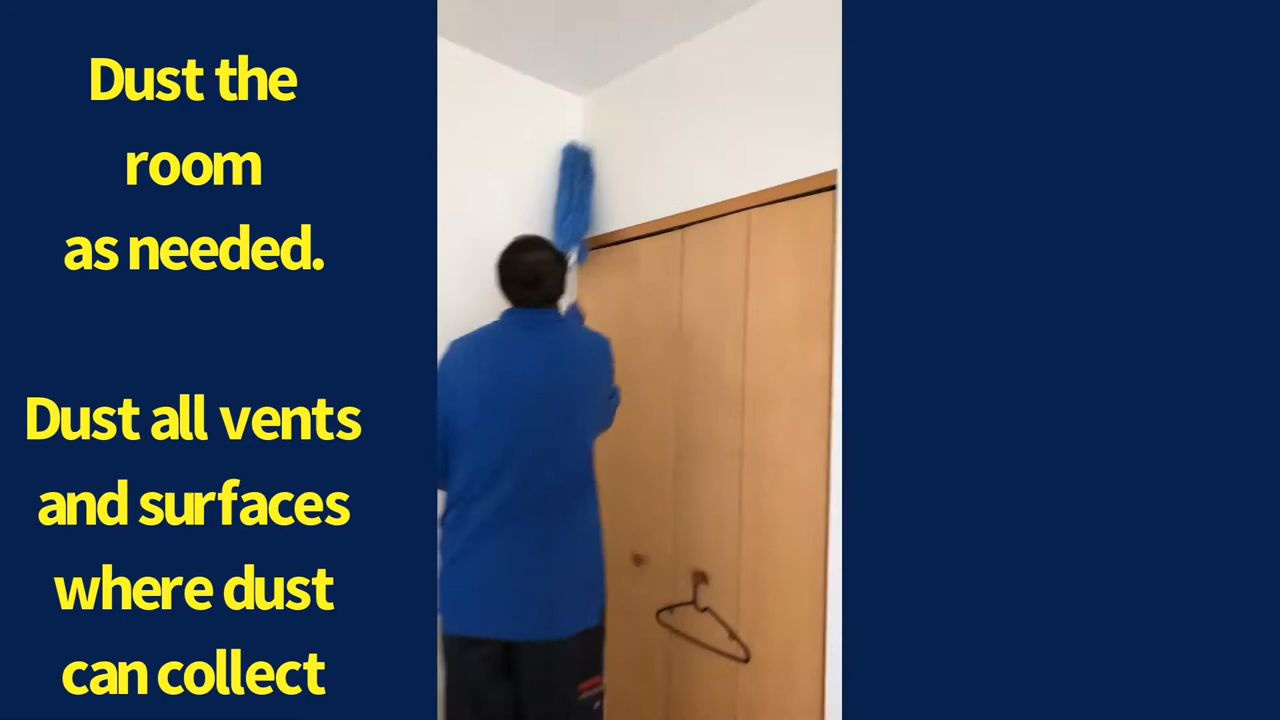 Dust the
room
as needed.
Dust all vents
and surfaces
where dust
can collect